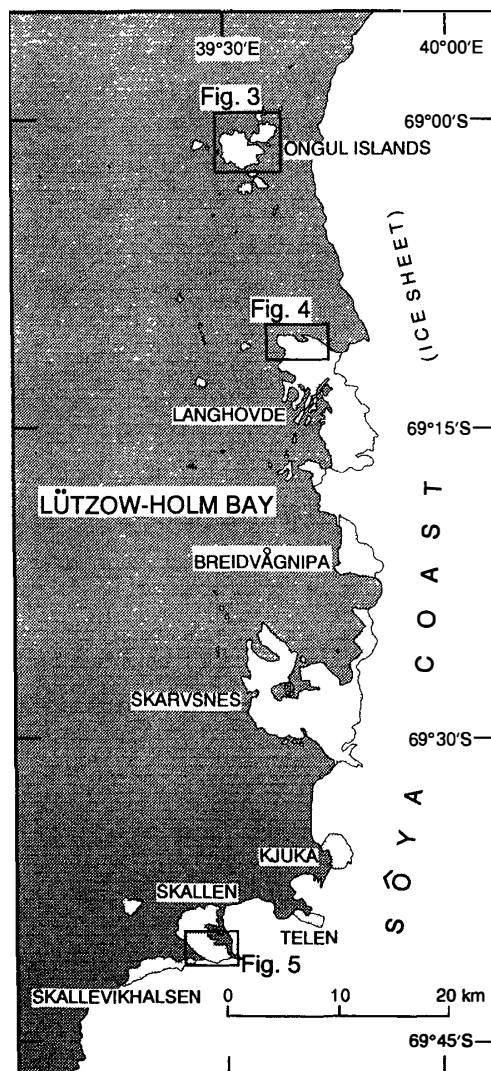 39°30'E
40°00'E
Fig. 3
69°00'S
ONGUL ISLANDS
(ICE SHEET)
Fig. 4
LANGHOVDE
69°15'S
LÜTZOW-HOLM BAY
BREIDVÅGNIPA
SÔYA COAST
SKARVSNES
69°30'S
KJUKA
SKALLEN
TELEN
Fig. 5
SKALLEVIKHALSEN
0 10 20 km
69°45'S